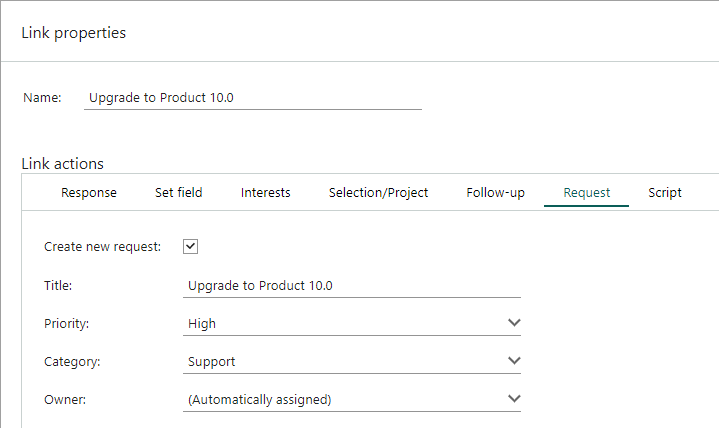 Link properties
Name: Upgrade to Product 10.0
Link actions
Response Set field Interests Selection/Project Follow-up Request Script
Create new request:
Title: Upgrade to Product 10.0
Priority: High
Category: Support
Owner: (Automatically assigned)